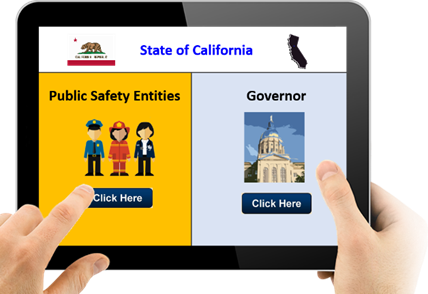 State of California
Public Safety Entities
Governor
Click Here
Click Here